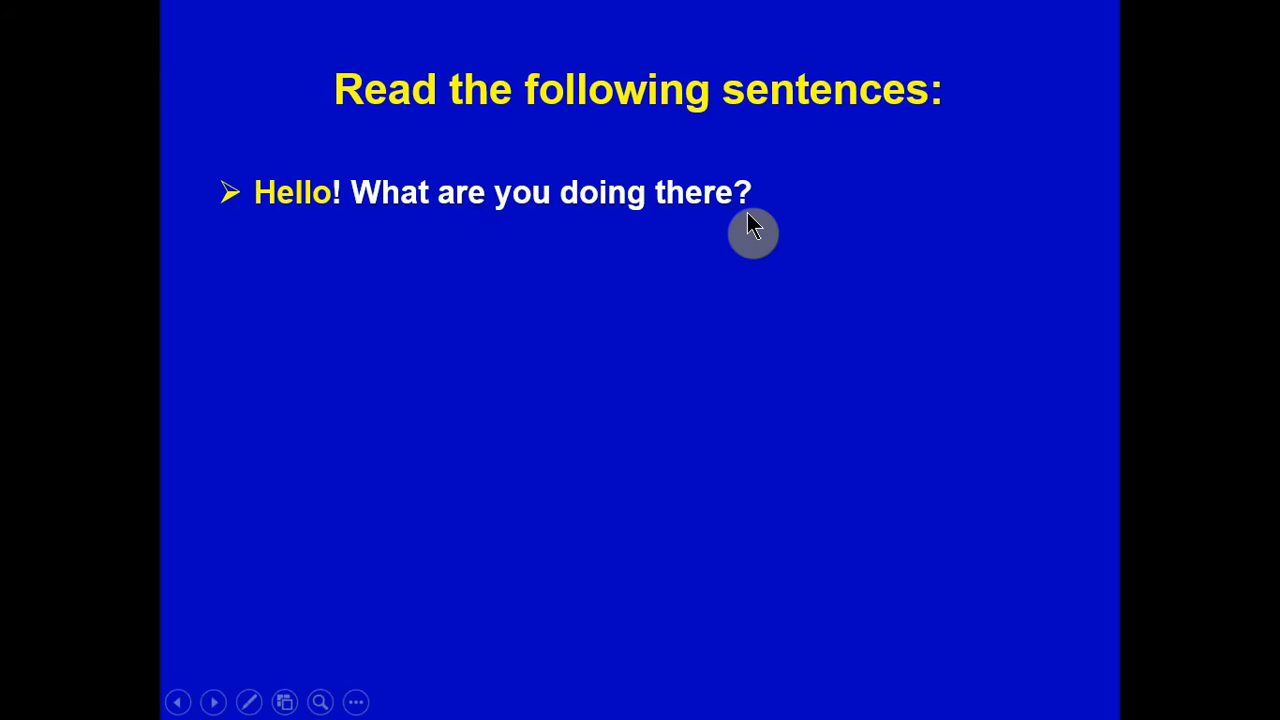 Read the following sentences:
➢ Hello! What are you doing there?